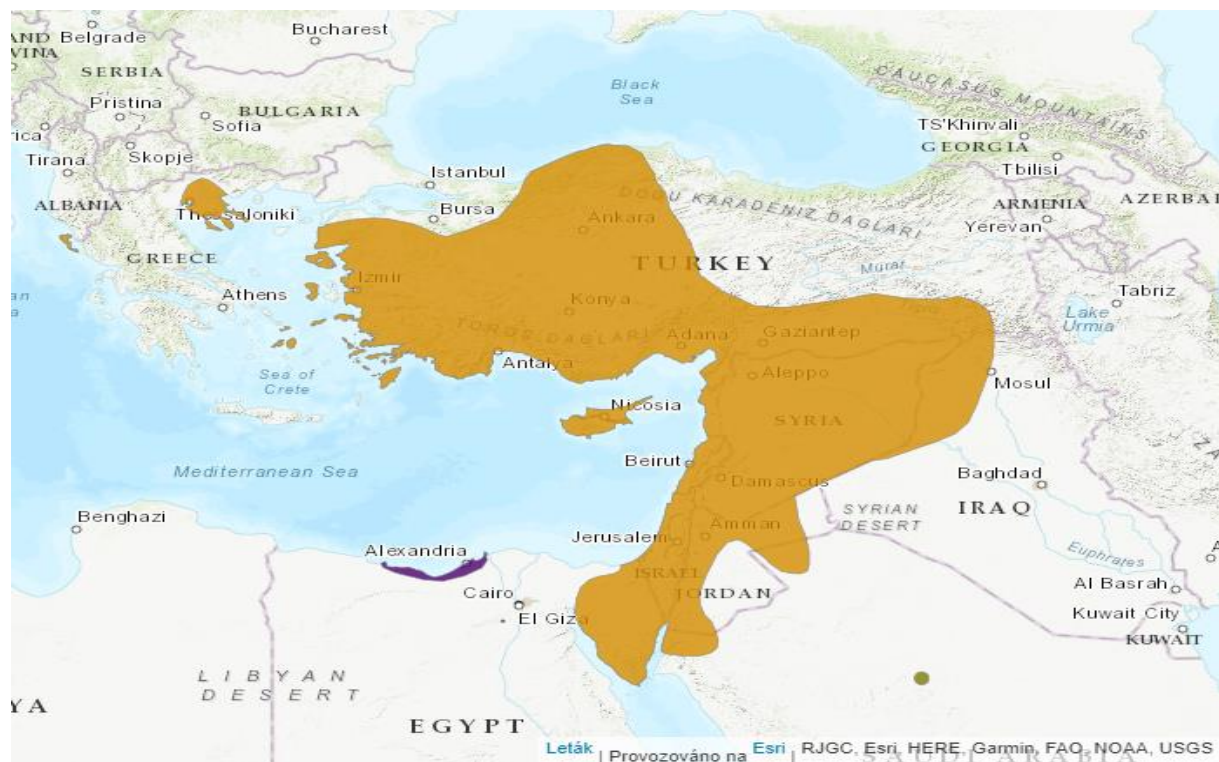 Bucharest
AND
Belgrade
VINA
SERBIA
Black
Sea
CAUCASUS MOUNTAINS
Pristina
BULGARIA
Sofia
TS'Khinvali
GEORGIA
rica
Tirana
Skopje
Tbilisi
Istanbul
ALBANIA
Thessaloniki
Bursa
DOGU KARADENIZ DAGLARI
ARMENIA
AZERBAI
Ankara
Yerevan
GREECE
TURKEY
Murat
Izmir
Athens
Konya
Tabriz
an
Lake
Urmia
TOROS DAGLARI
Adana
Gaziantep
Antalya
Sea of
Crete
Aleppo
Mosul
Nicosia
SYRIA
Mediterranean Sea
Beirut
Damascus
Baghdad
SYRIAN
DESERT
IRAQ
Benghazi
Amman
Jerusalem
Alexandria
Euphrates
ISRAEL
Cairo
JORDAN
Al Basrah
El Giza
Kuwait City
KUWAIT
LIBYAN
DESERT
YA
EGYPT
SAUDI ARABIA
Leták | Provozováno na Esri | RJGC, Esri, HERE, Garmin, FAO, NOAA, USGS